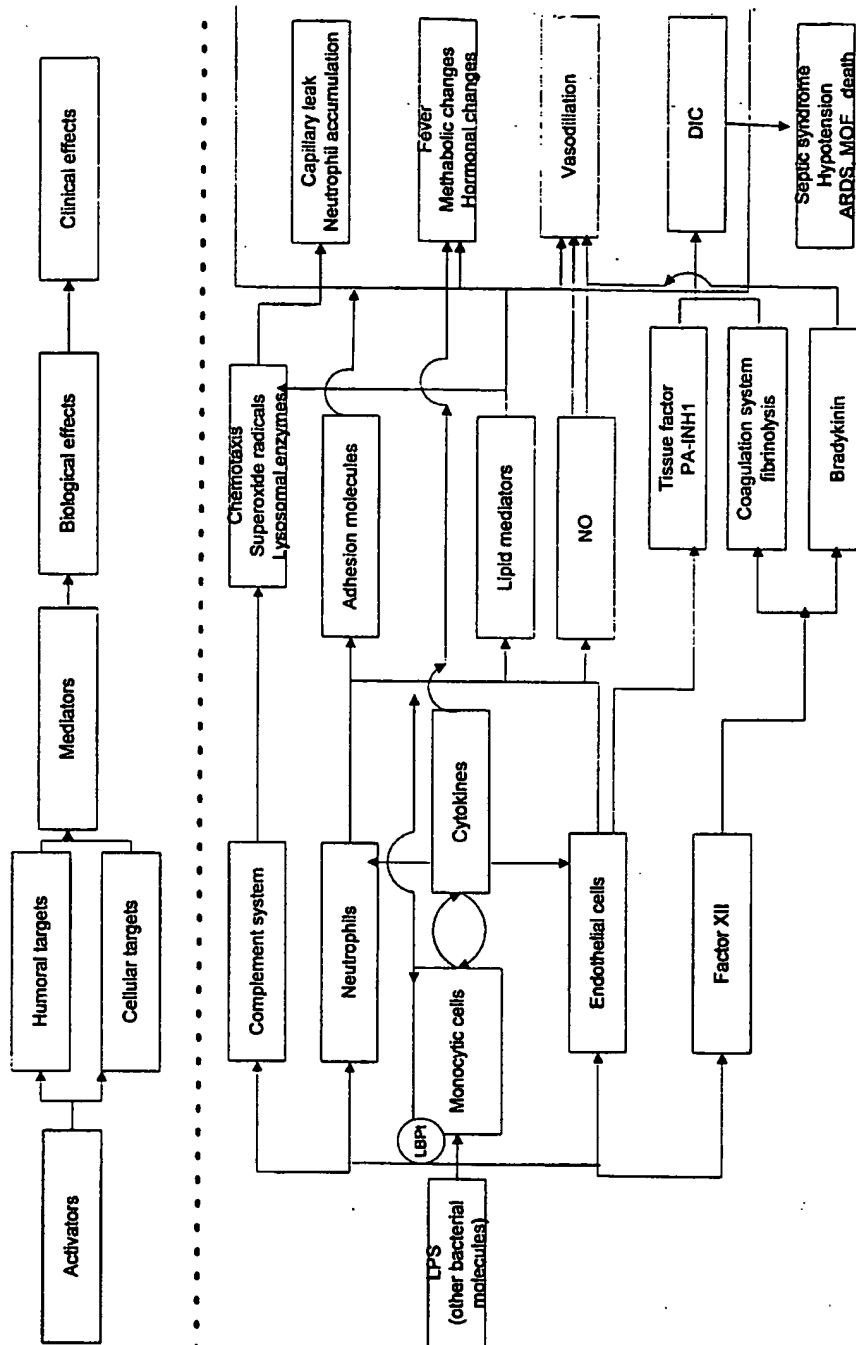 Activators
Humoral targets
Cellular targets
Mediators
Biological effects
Clinical effects
LPS
(other bacterial
molecules)
LBPt
Monocytic cells
Complement system
Neutrophils
Cytokines
Endothelial cells
Factor XII
Chemotaxis
Superoxide radicals
Lysosomal enzymes
Adhesion molecules
Lipid mediators
NO
Tissue factor
PA-INH1
Coagulation system
fibrinolysis
Bradykinin
Capillary leak
Neutrophil accumulation
Fever
Methabolic changes
Hormonal changes
Vasodiliation
DIC
Septic syndrome
Hypotension
ARDS, MOF, death